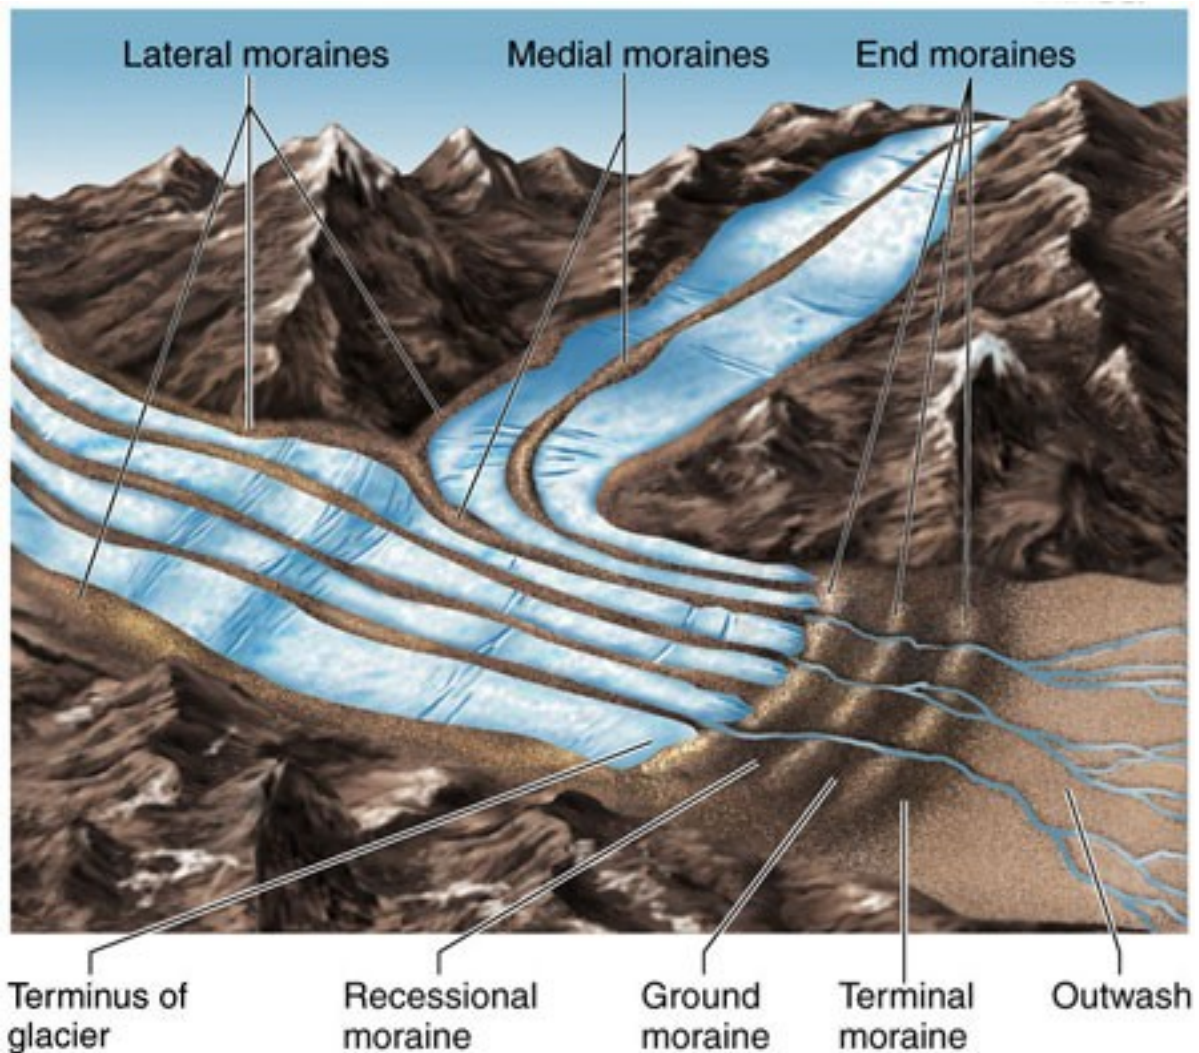 Lateral moraines
Medial moraines
End moraines
Terminus of
glacier
Recessional
moraine
Ground
moraine
Terminal
moraine
Outwash